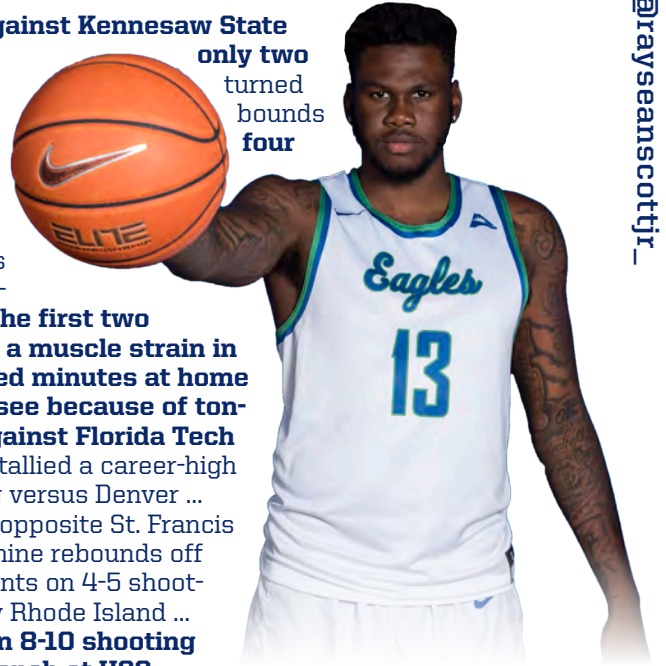 gainst Kennesaw State
only two
turned
bounds
four
s
he first two
a muscle strain in
ed minutes at home
see because of ton-
gainst Florida Tech
tallied a career-high
versus Denver ...
opposite St. Francis
nine rebounds off
nts on 4-5 shoot-
Rhode Island ...
n 8-10 shooting
ELITE
Eagles
13
@rayseanscottjr_